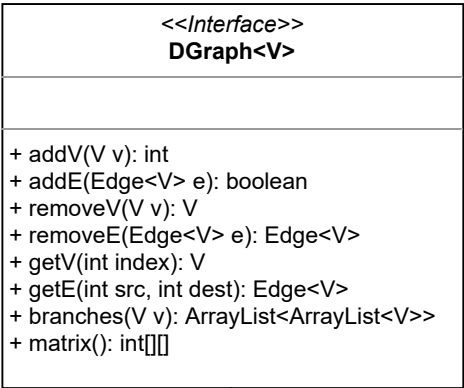 <<Interface>>
DGraph<V>
+ addV(V v): int
+ addE(Edge<V> e): boolean
+ removeV(V v): V
+ removeE(Edge<V> e): Edge<V>
+ getV(int index): V
+ getE(int src, int dest): Edge<V>
+ branches(V v): ArrayList<ArrayList<V>>
+ matrix(): int[][]